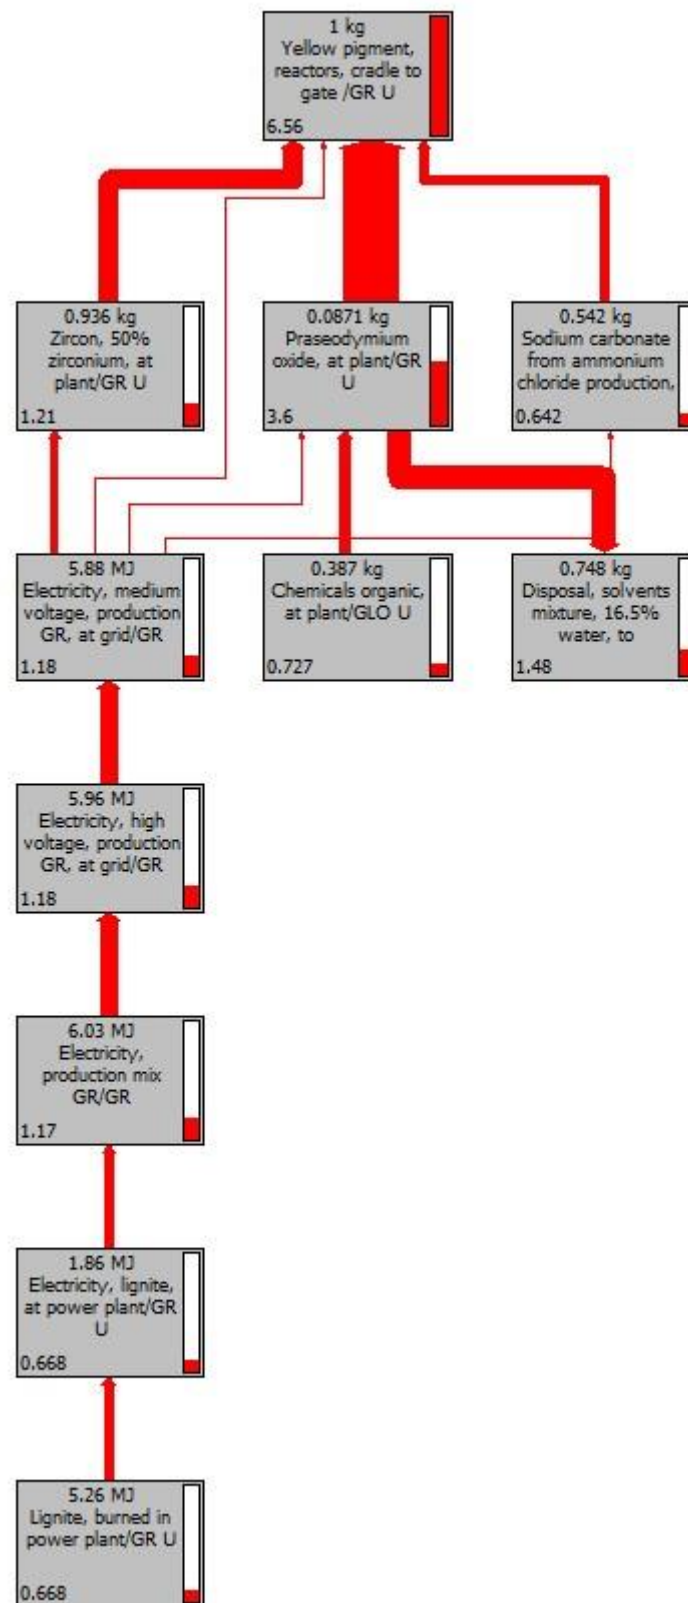 1 kg
Yellow pigment,
reactors, cradle to
gate /GR U
6.56
0.936 kg
Zircon, 50%
zirconium, at
plant/GR U
1.21
0.0871 kg
Praseodymium
oxide, at plant/GR
U
3.6
0.542 kg
Sodium carbonate
from ammonium
chloride production,
0.642
5.88 MJ
Electricity, medium
voltage, production
GR, at grid/GR
1.18
0.387 kg
Chemicals organic,
at plant/GLO U
0.727
0.748 kg
Disposal, solvents
mixture, 16.5%
water, to
1.48
5.96 MJ
Electricity, high
voltage, production
GR, at grid/GR
1.18
6.03 MJ
Electricity,
production mix
GR/GR
1.17
1.86 MJ
Electricity, lignite,
at power plant/GR
U
0.668
5.26 MJ
Lignite, burned in
power plant/GR U
0.668